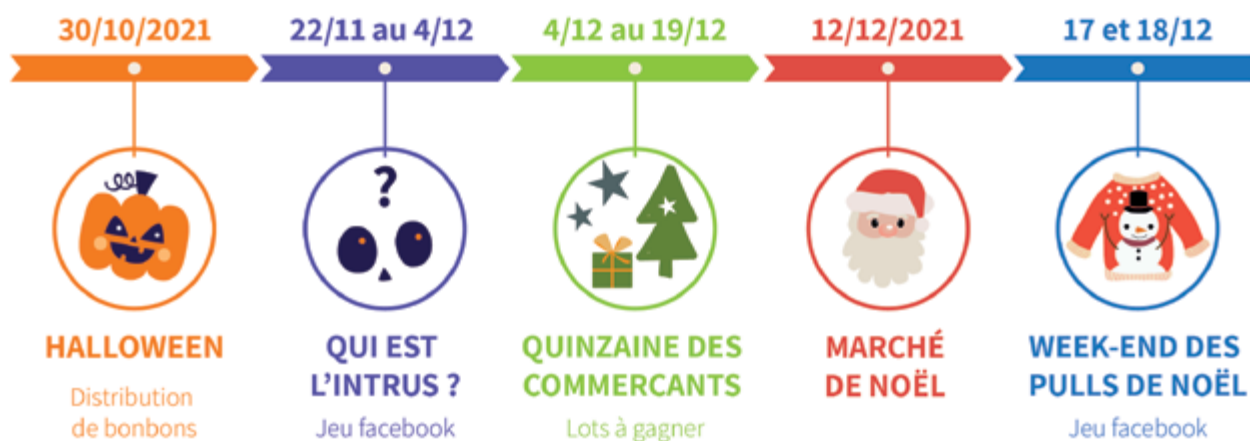 30/10/2021
22/11 au 4/12
4/12 au 19/12
12/12/2021
17 et 18/12
?
HALLOWEEN
Distribution
de bonbons
QUI EST
L'INTRUS ?
Jeu facebook
QUINZAINE DES
COMMERCANTS
Lots à gagner
MARCHÉ
DE NOËL
WEEK-END DES
PULLS DE NOËL
Jeu facebook